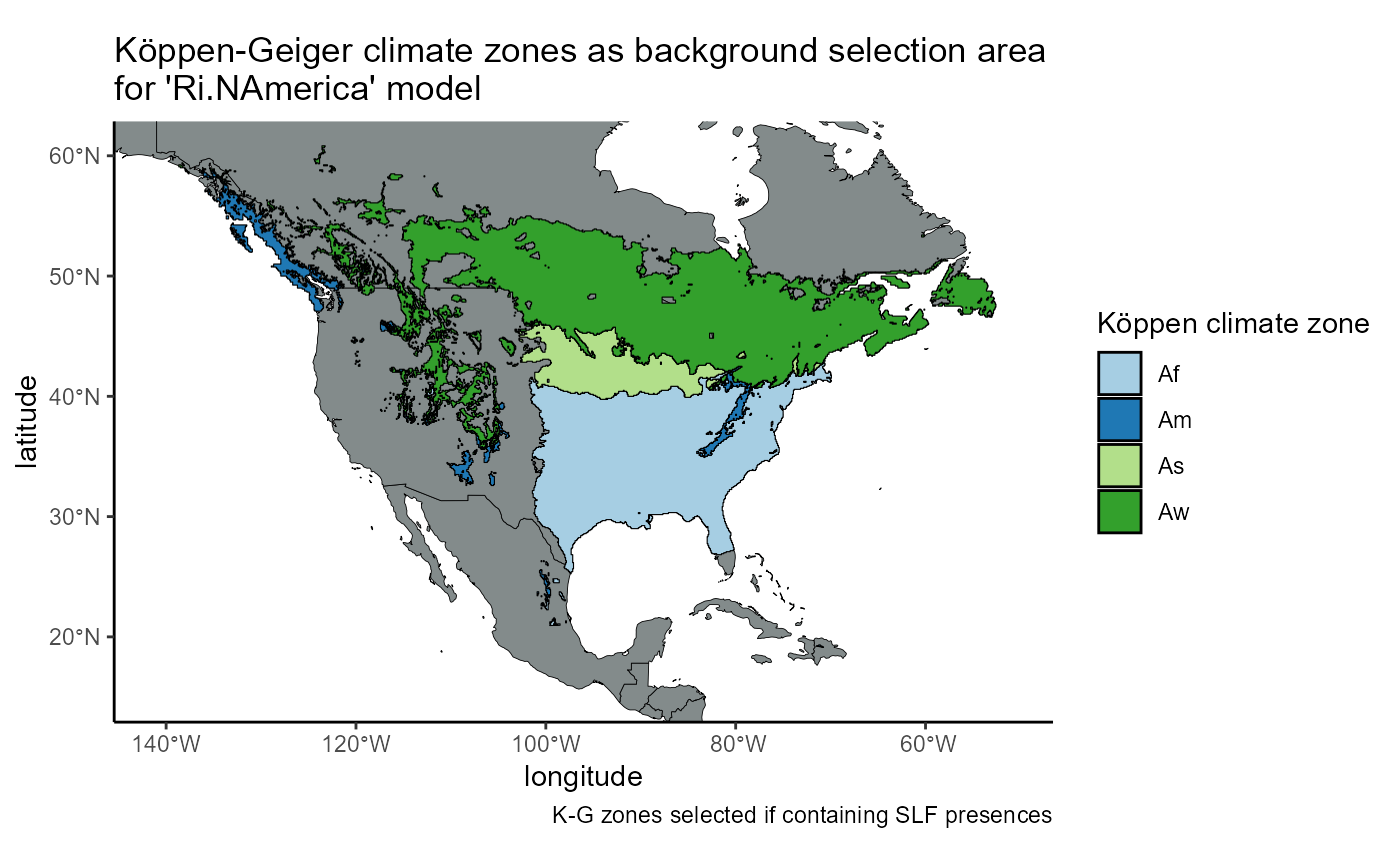 Köppen-Geiger climate zones as background selection area
for 'Ri.NAmerica' model
60°N
50°N
40°N
30°N
20°N
latitude
140°W
120°W
100°W
80°W
60°W
longitude
K-G zones selected if containing SLF presences
Köppen climate zone
Af
Am
As
Aw